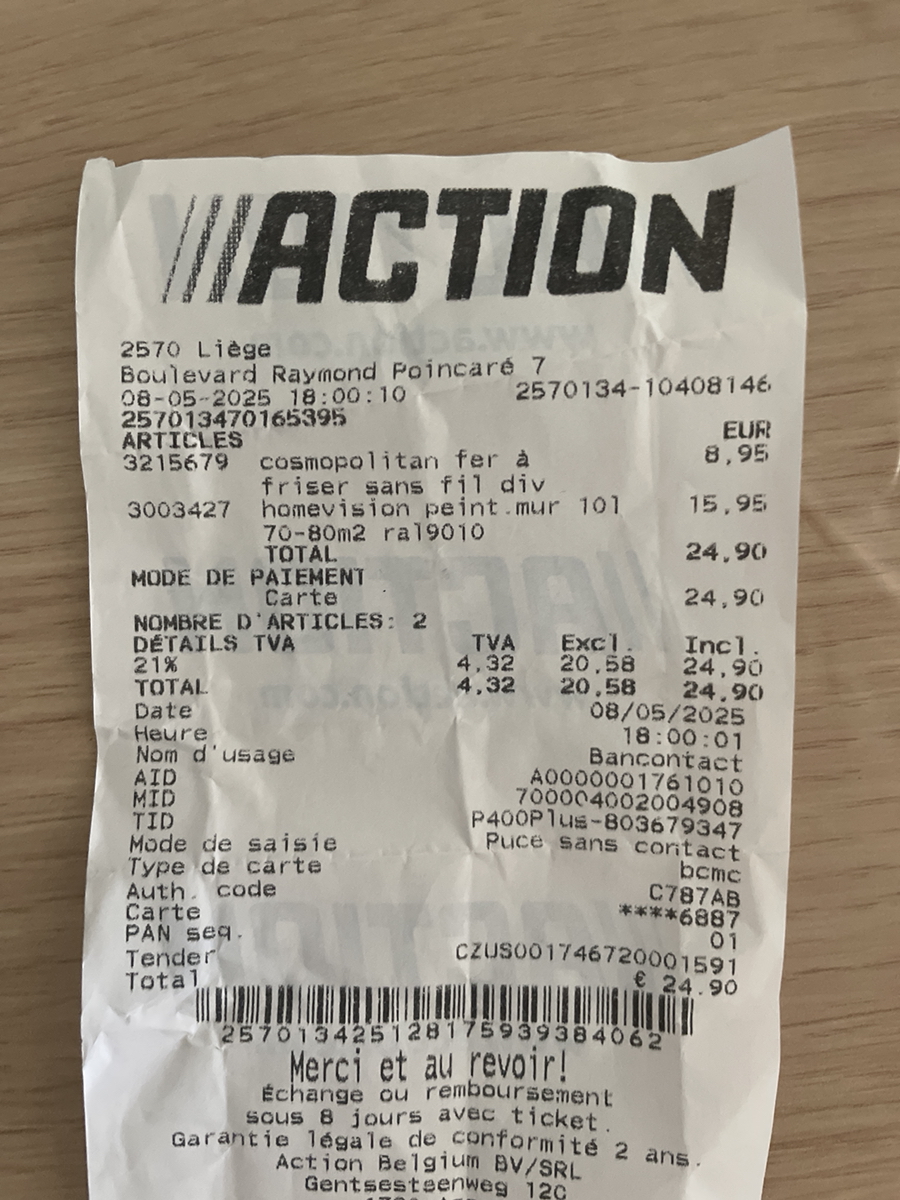 ACTION
2570 Liège
Boulevard Raymond Poincaré 7
08-05-2025 18:00:10 2570134-10408146
257013470165395
ARTICLES EUR
3215679 cosmopolitan fer à 8,95
friser sans fil div
3003427 homevision peint.mur 10l 15,95
70-80m2 ral9010
TOTAL 24,90
MODE DE PAIEMENT
Carte 24,90
NOMBRE D'ARTICLES: 2
DÉTAILS TVA TVA Excl. Incl.
21% 4,32 20,58 24,90
TOTAL 4,32 20,58 24,90
Date 08/05/2025
Heure 18:00:01
Nom d'usage Bancontact
AID A0000001761010
MID 700004002004908
TID P400Plus-803679347
Mode de saisie Puce sans contact
Type de carte bcmc
Auth. code C787AB
Carte ****6887
PAN seq. 01
Tender CZUS001746720001591
Total € 24.90
257013425128175939384062
Merci et au revoir!
Échange ou remboursement
sous 8 jours avec ticket.
Garantie légale de conformité 2 ans.
Action Belgium BV/SRL
Gentsesteenweg 120